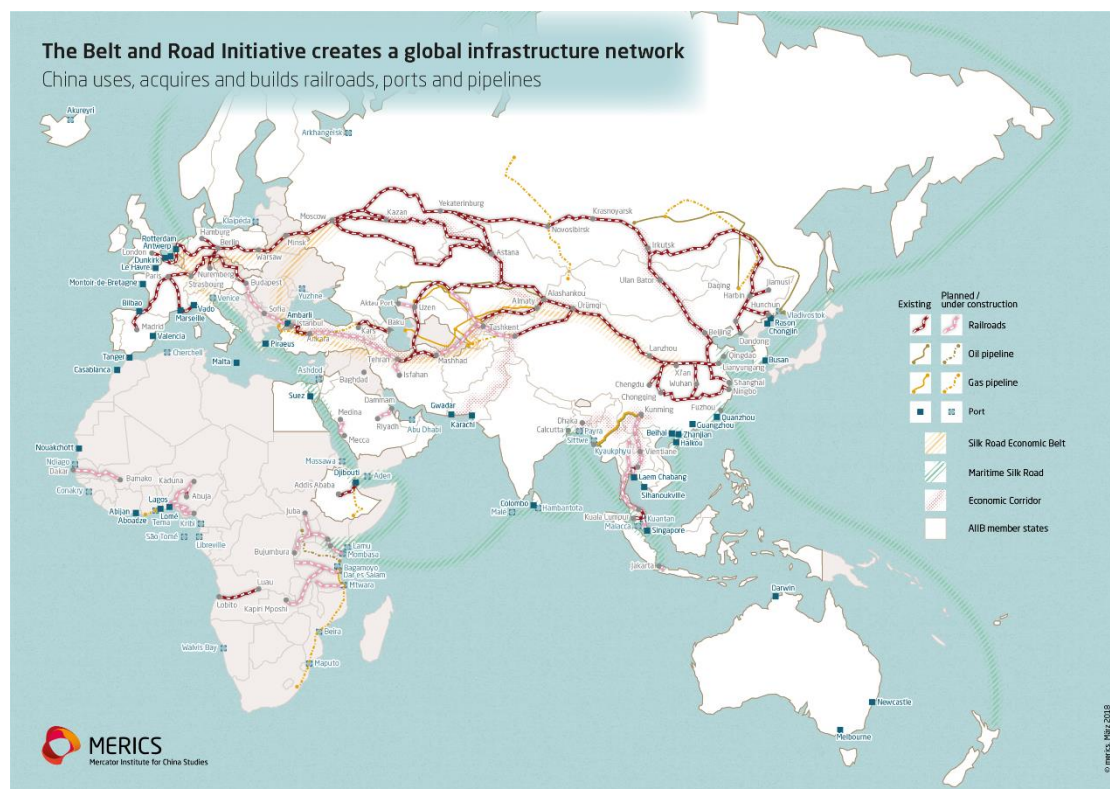 The Belt and Road Initiative creates a global infrastructure network
China uses, acquires and builds railroads, ports and pipelines
Akureyri
Arkhangelsk
Klaipėda
Hamburg
Rotterdam
Antwerp
London
Dunkirk
Le Havre
Berlin
Paris
Warsaw
Minsk
Moscow
Kazan
Yekaterinburg
Novosibirsk
Krasnoyarsk
Irkutsk
Ulan Bator
Astana
Montoir-de-Bretagne
Nuremberg
Strasbourg
Budapest
Venice
Bilbao
Madrid
Marseille
Vado
Valencia
Sofia
Yuzhne
Ambarli
Istanbul
Ankara
Kars
Baku
Aktau Port
Uzen
Almaty
Alashankou
Ürümqi
Tashkent
Daqing
Harbin
Jiamusi
Hunchun
Vladivostok
Rason
Chongjin
Dandong
Beijing
Tanger
Casablanca
Cherchell
Malta
Piraeus
Tehran
Mashhad
Isfahan
Lanzhou
Xi'an
Qingdao
Lianyungang
Busan
Shanghai
Ningbo
Wuhan
Chengdu
Chongqing
Ashdod
Baghdad
Suez
Medina
Mecca
Dammam
Riyadh
Abu Dhabi
Gwadar
Karachi
Dhaka
Calcutta
Payra
Sittwe
Kyaukphyu
Kunming
Fuzhou
Quanzhou
Guangzhou
Beihai
Zhanjian
Haikou
Vientiane
Laem Chabang
Sihanoukville
Nouakchott
Ndiago
Dakar
Bamako
Conakry
Kaduna
Abuja
Lagos
Lomé
Abijan
Aboadze
Tema
Kribi
São Tomé
Libreville
Massawa
Djibouti
Aden
Addis Ababa
Juba
Bujumbura
Lamu
Mombasa
Bagamoyo
Dar es Salam
Mtwara
Luau
Lobito
Kapiri Mposhi
Walvis Bay
Beira
Maputo
Colombo
Hambantota
Malé
Kuala Lumpur
Kuantan
Malacca
Singapore
Jakarta
Darwin
Newcastle
Melbourne
Existing
Planned /
under construction
Railroads
Oil pipeline
Gas pipeline
Port
Silk Road Economic Belt
Maritime Silk Road
Economic Corridor
AIIB member states
MERICS
Mercator Institute for China Studies
© merics, März 2018